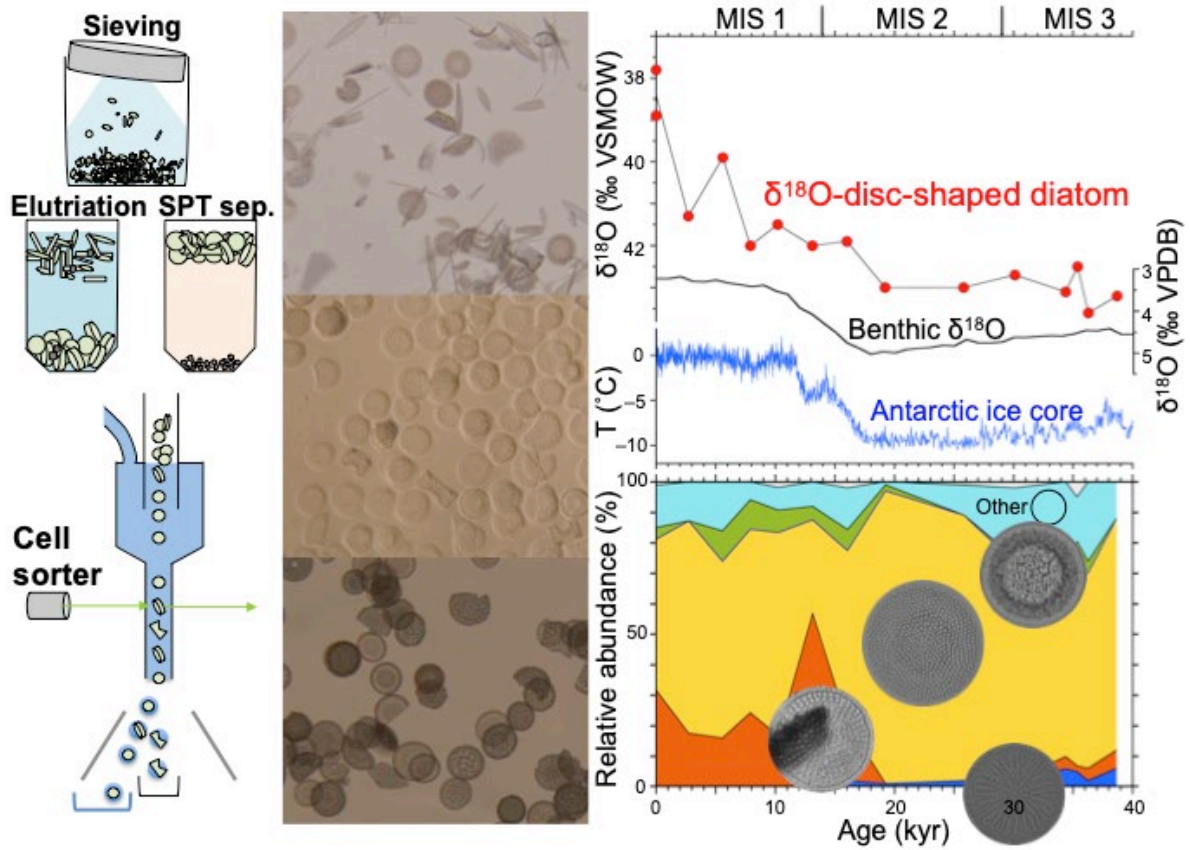 Sieving
Elutriation SPT sep.
Cell
sorter
MIS 1 MIS 2 MIS 3
δ¹⁸O (‰ VSMOW)
38
40
42
δ¹⁸O-disc-shaped diatom
3
4
5
δ¹⁸O (‰ VPDB)
Benthic δ¹⁸O
T (˚C)
0
−5
−10
Antarctic ice core
Relative abundance (%)
100
50
0
Other
0 10 20 30 40
Age (kyr)